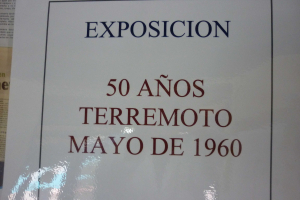 EXPOSICION
50 AÑOS
TERREMOTO
MAYO DE 1960